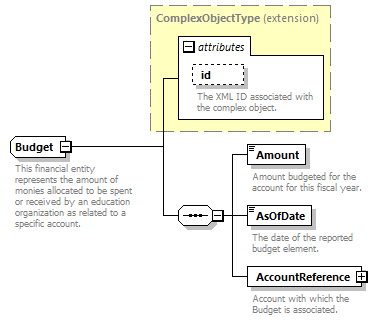 ComplexObjectType (extension)
attributes
id
The XML ID associated with
the complex object.
Budget
This financial entity
represents the amount of
monies allocated to be spent
or received by an education
organization as related to a
specific account.
Amount
Amount budgeted for the
account for this fiscal year.
AsOfDate
The date of the reported
budget element.
AccountReference
Account with which the
Budget is associated.